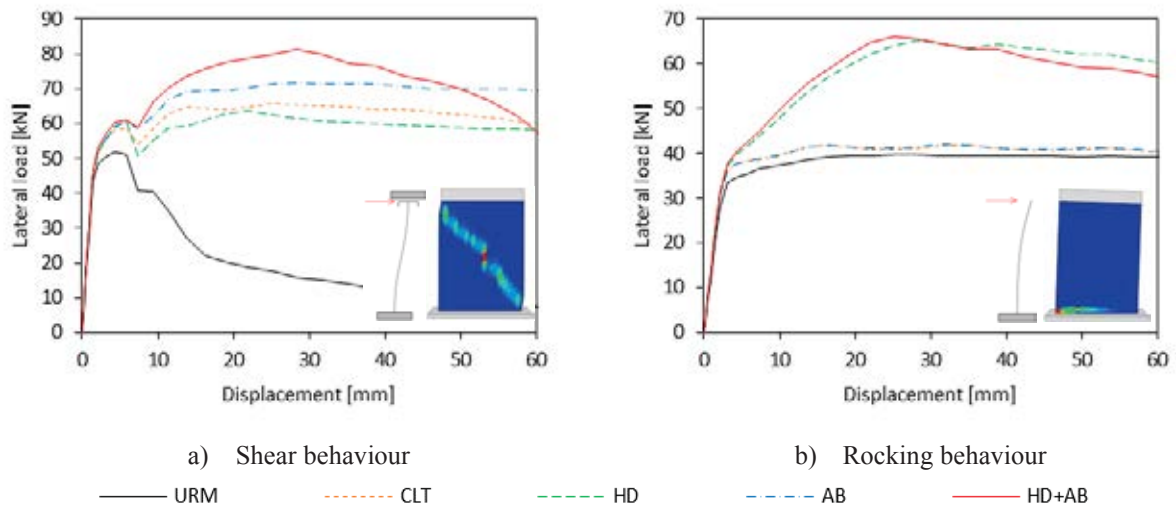 90
80
70
60
50
40
30
20
10
0
Lateral load [kN]
0 10 20 30 40 50 60
Displacement [mm]
a) Shear behaviour
70
60
50
40
30
20
10
0
Lateral load [kN]
0 10 20 30 40 50 60
Displacement [mm]
b) Rocking behaviour
URM CLT HD AB HD+AB